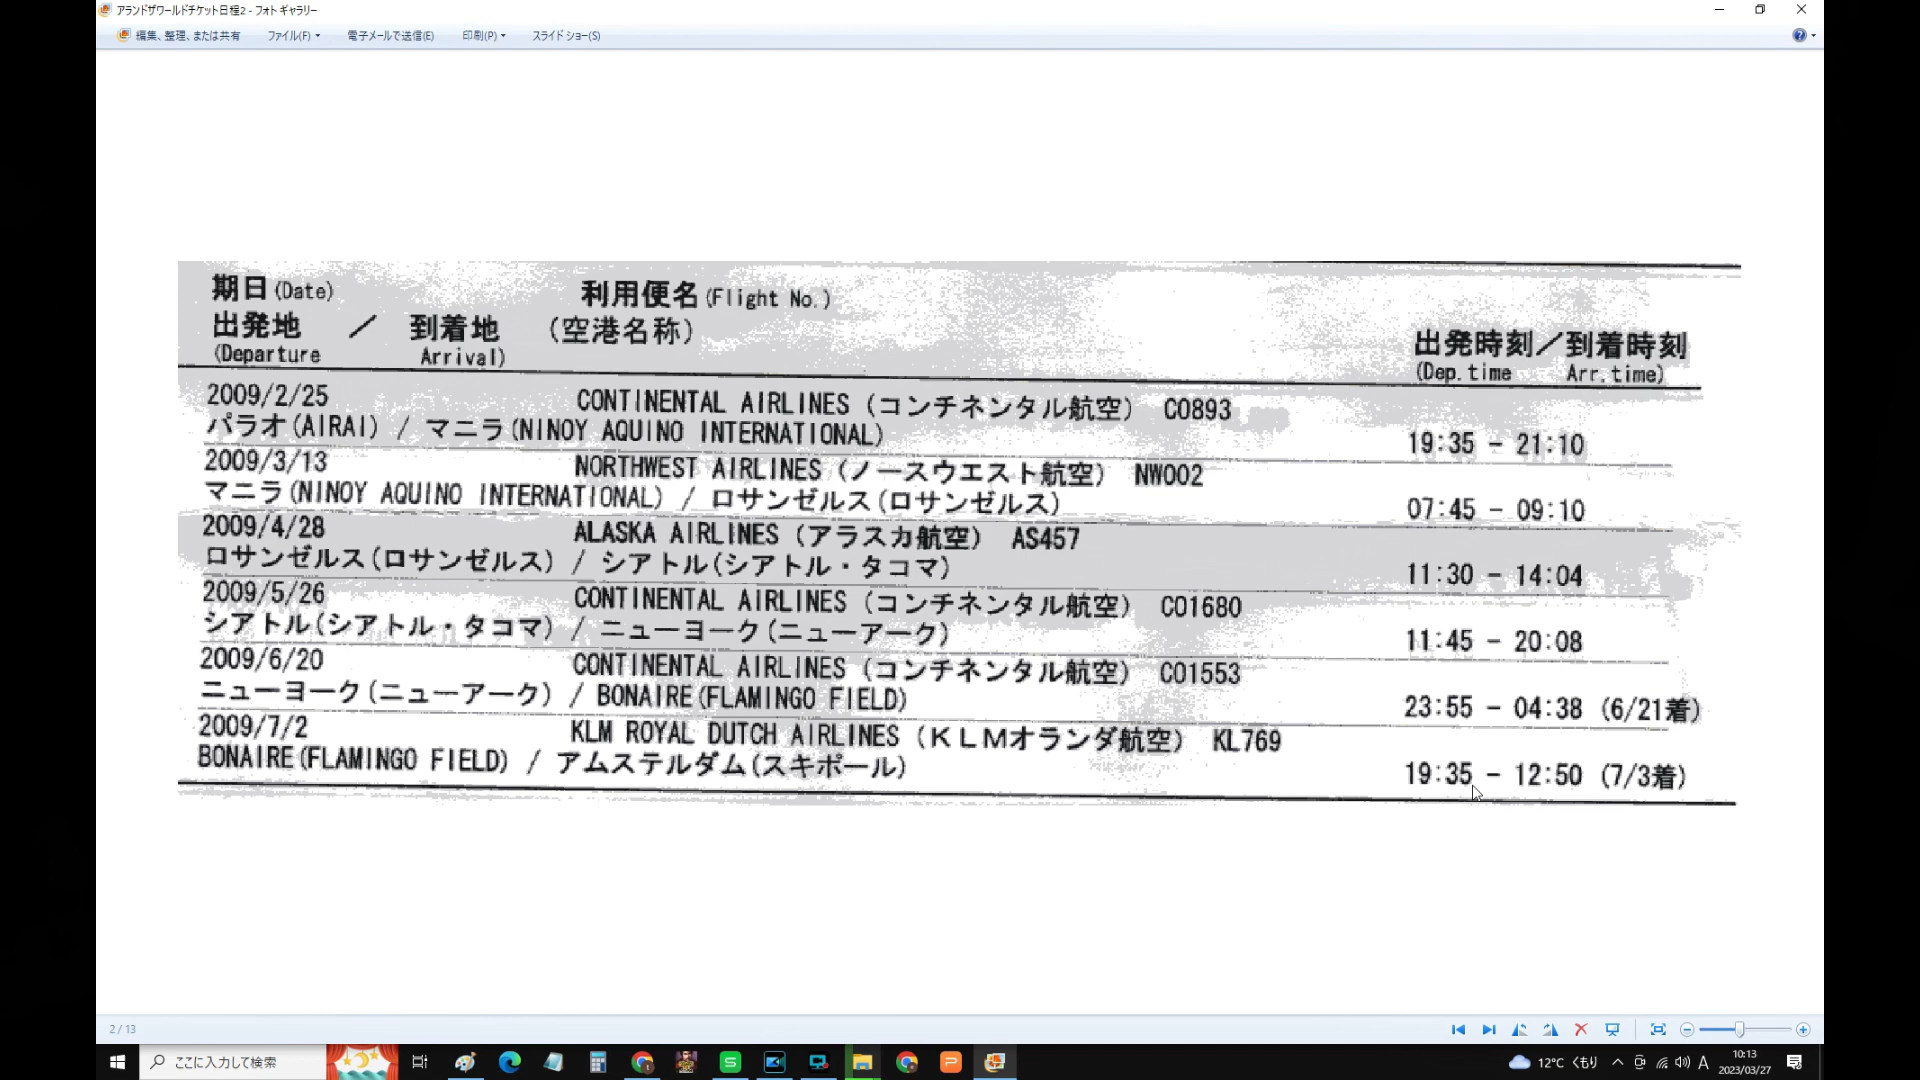 アランドザワールドチケット日程2 - フォト ギャラリー
編集、整理、または共有 ファイル(F) 電子メールで送信(E) 印刷(P) スライド ショー(S)
期日(Date) 利用便名(Flight No.)
出発地 / 到着地 (空港名称) 出発時刻/到着時刻
(Departure Arrival) (Dep.time Arr.time)
2009/2/25 CONTINENTAL AIRLINES (コンチネンタル航空) CO893
パラオ(AIRAI) / マニラ(NINOY AQUINO INTERNATIONAL) 19:35 - 21:10
2009/3/13 NORTHWEST AIRLINES (ノースウエスト航空) NW002
マニラ(NINOY AQUINO INTERNATIONAL) / ロサンゼルス(ロサンゼルス) 07:45 - 09:10
2009/4/28 ALASKA AIRLINES (アラスカ航空) AS457
ロサンゼルス(ロサンゼルス) / シアトル(シアトル・タコマ) 11:30 - 14:04
2009/5/26 CONTINENTAL AIRLINES (コンチネンタル航空) CO1680
シアトル(シアトル・タコマ) / ニューヨーク(ニューアーク) 11:45 - 20:08
2009/6/20 CONTINENTAL AIRLINES (コンチネンタル航空) CO1553
ニューヨーク(ニューアーク) / BONAIRE(FLAMINGO FIELD) 23:55 - 04:38 (6/21着)
2009/7/2 KLM ROYAL DUTCH AIRLINES (KLMオランダ航空) KL769
BONAIRE(FLAMINGO FIELD) / アムステルダム(スキポール) 19:35 - 12:50 (7/3着)
2 / 13
ここに入力して検索 12°C くもり A 10:13
2023/03/27